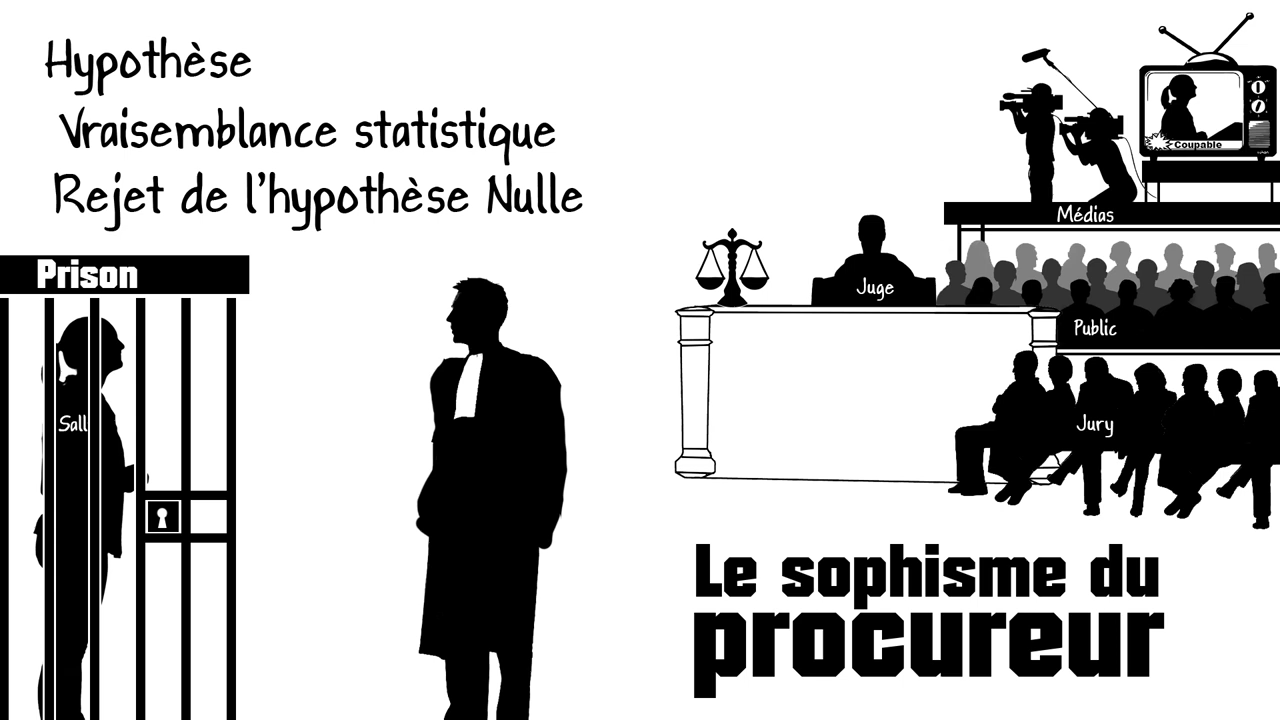 Hypothèse
Vraisemblance statistique
Rejet de l'hypothèse Nulle
Coupable
Médias
Prison
Juge
Public
Sall
Jury
Le sophisme du
procureur